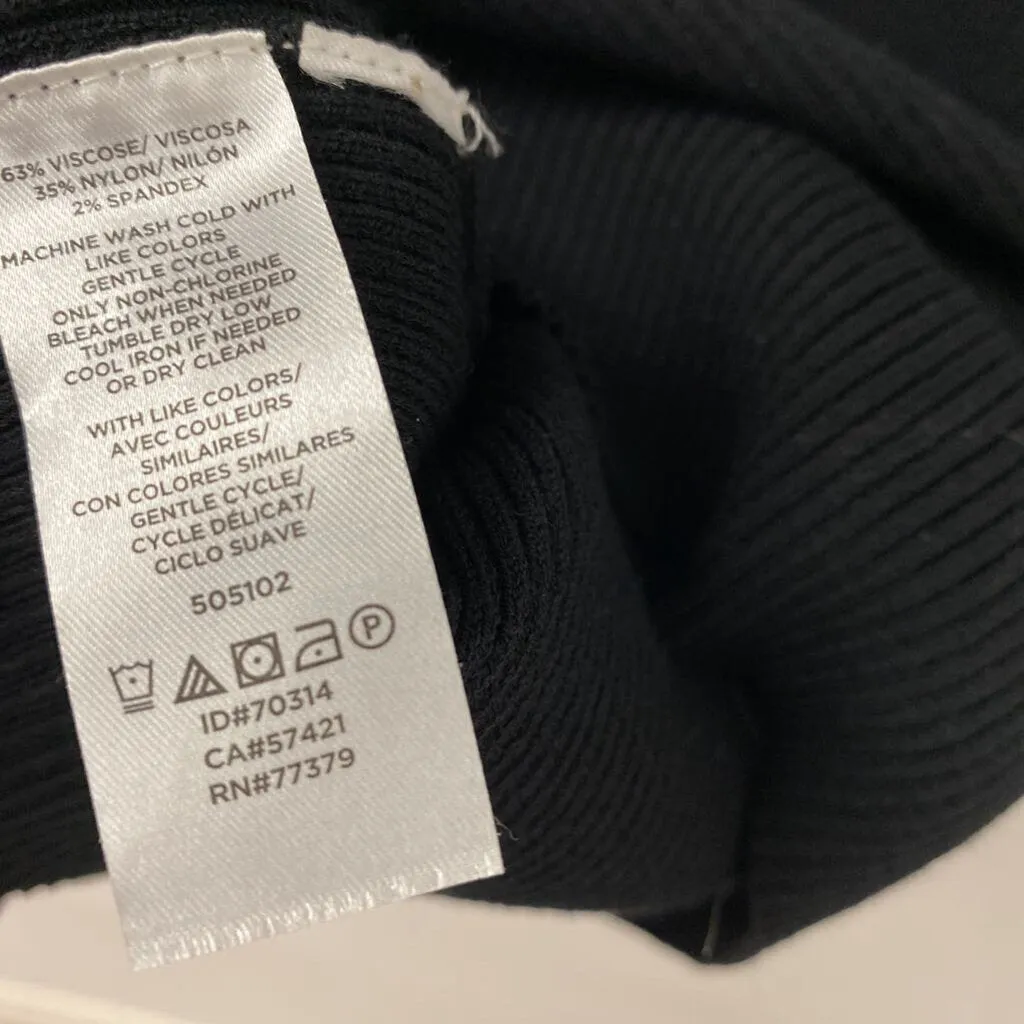 63% VISCOSE/ VISCOSA
35% NYLON/ NILÓN
2% SPANDEX
MACHINE WASH COLD WITH
LIKE COLORS
GENTLE CYCLE
ONLY NON-CHLORINE
BLEACH WHEN NEEDED
TUMBLE DRY LOW
COOL IRON IF NEEDED
OR DRY CLEAN
WITH LIKE COLORS/
AVEC COULEURS
SIMILAIRES/
CON COLORES SIMILARES,
GENTLE CYCLE/
CYCLE DÉLICAT/
CICLO SUAVE
505102
P
ID#70314
CA#57421
RN#77379